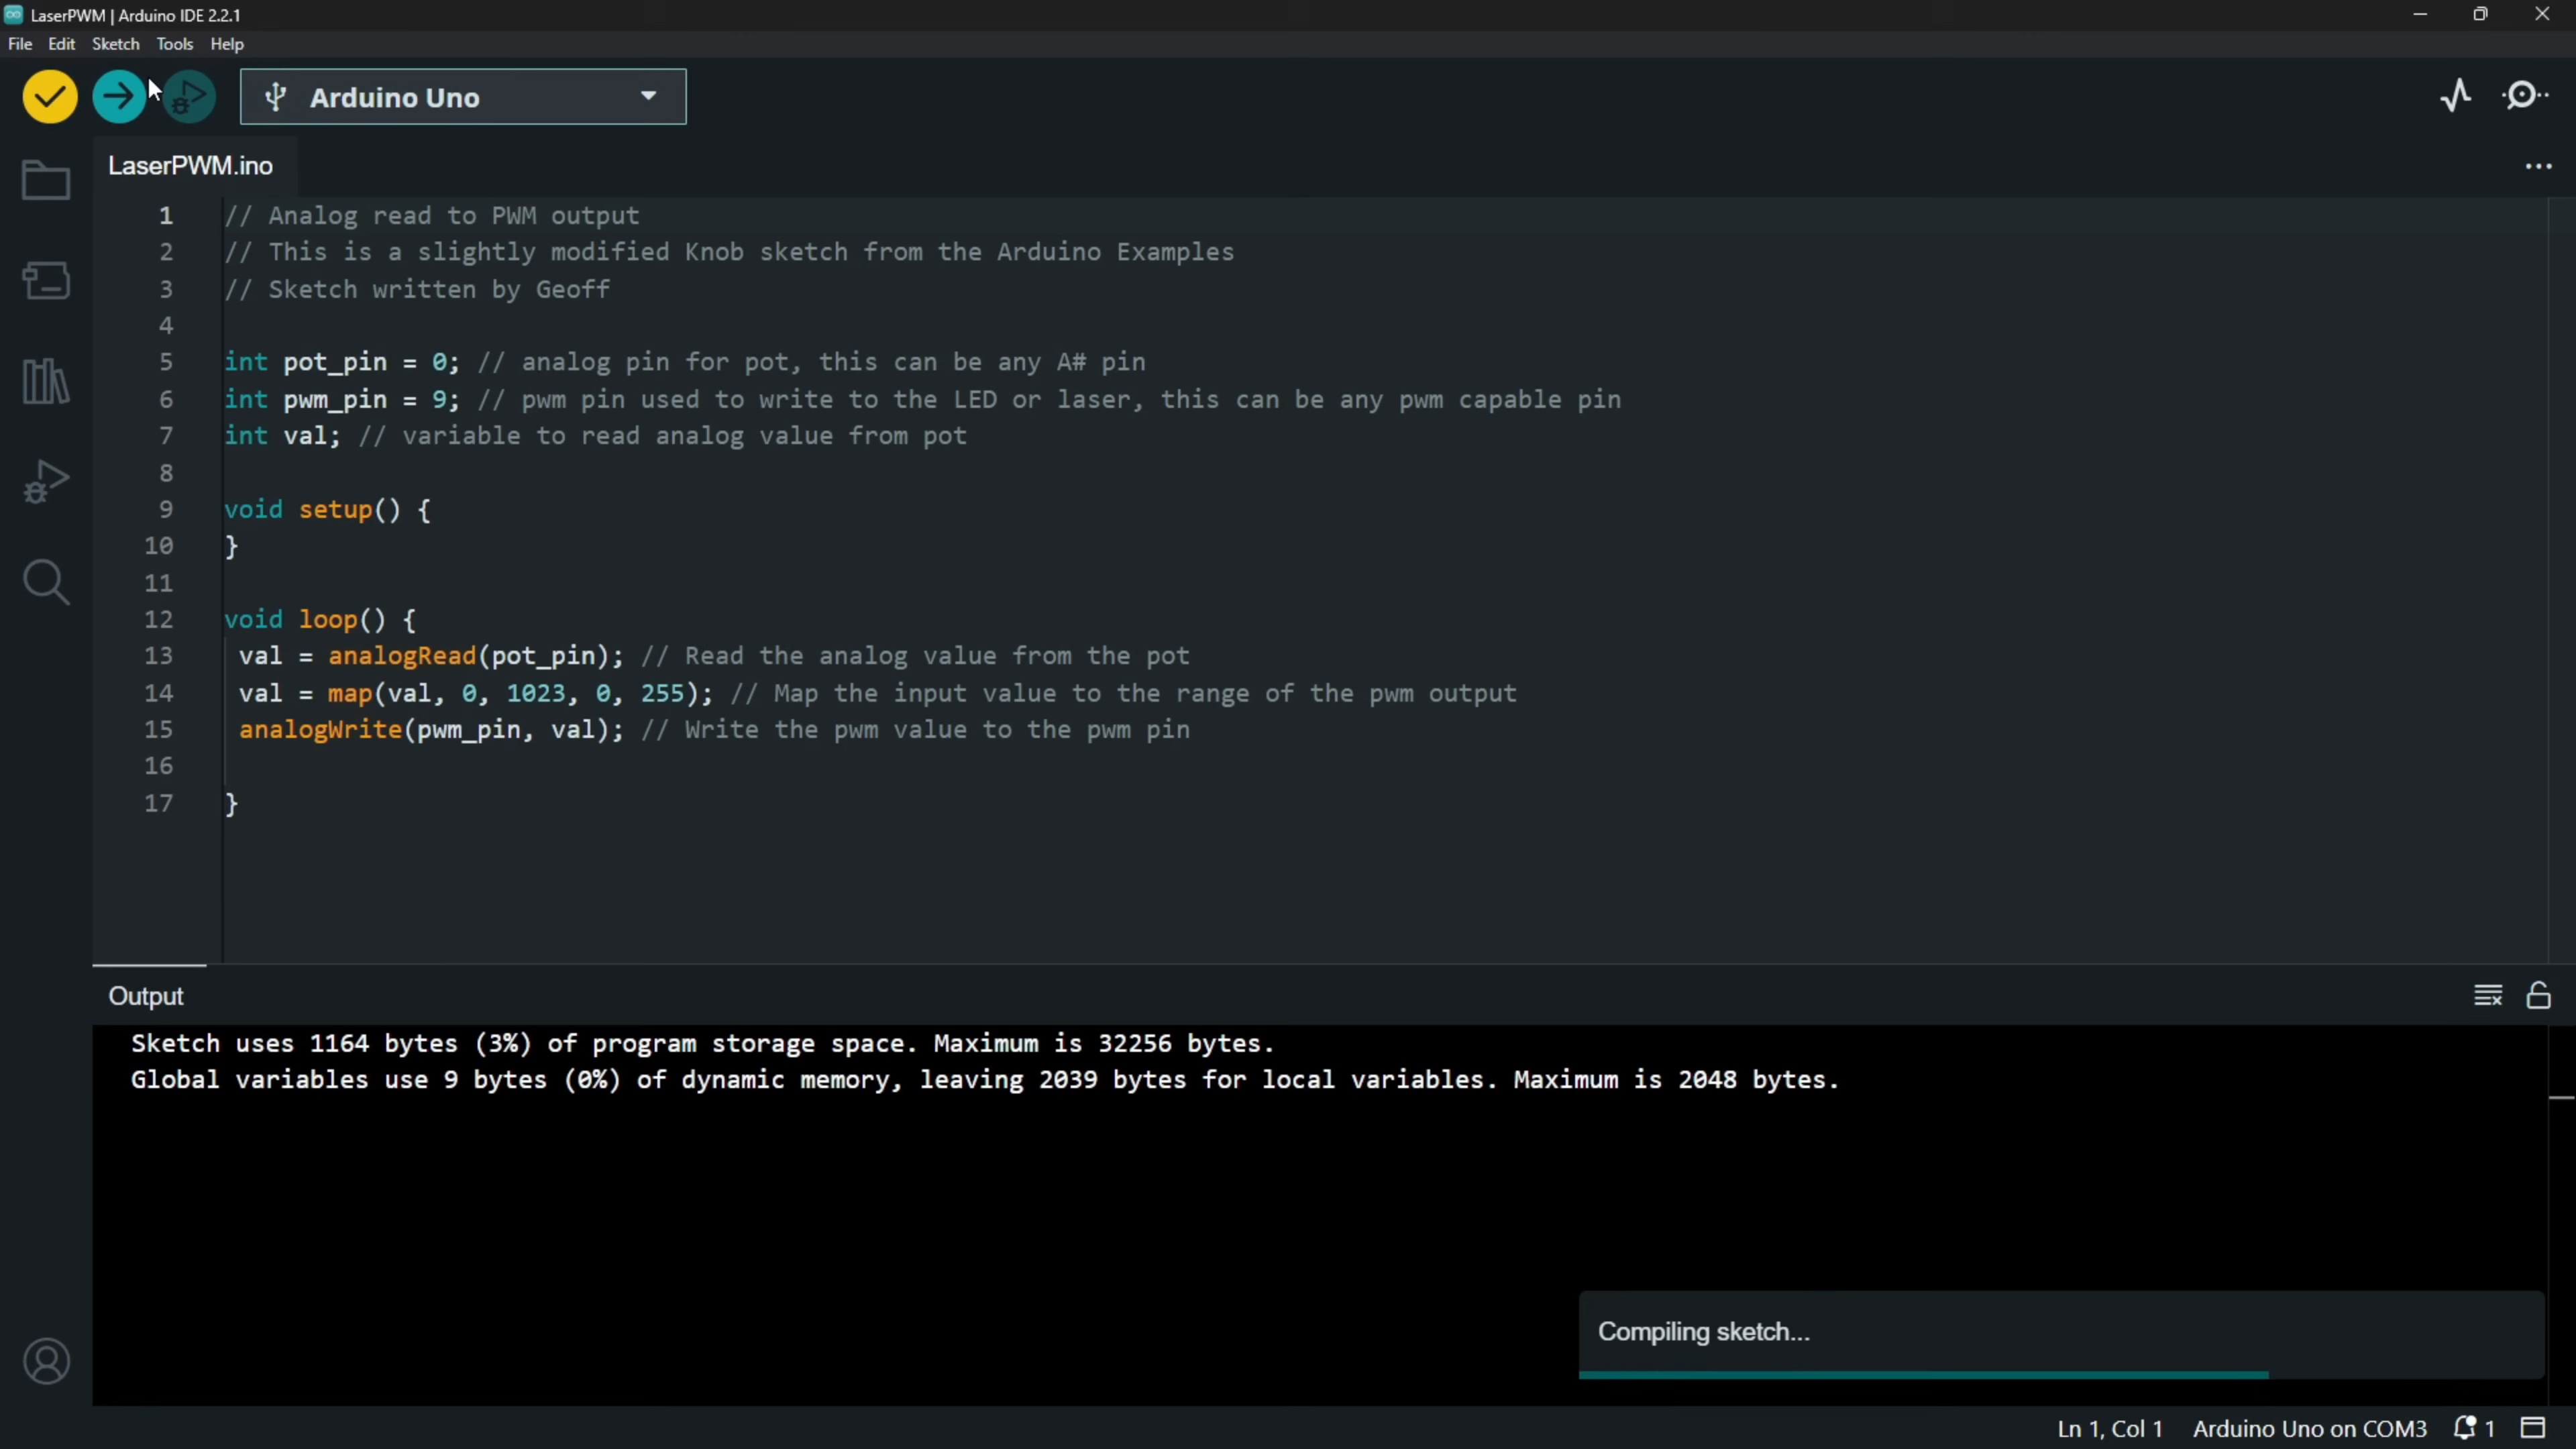 LaserPWM | Arduino IDE 2.2.1
File Edit Sketch Tools Help
Arduino Uno
LaserPWM.ino
1 // Analog read to PWM output
2 // This is a slightly modified Knob sketch from the Arduino Examples
3 // Sketch written by Geoff
4
5 int pot_pin = 0; // analog pin for pot, this can be any A# pin
6 int pwm_pin = 9; // pwm pin used to write to the LED or laser, this can be any pwm capable pin
7 int val; // variable to read analog value from pot
8
9 void setup() {
10 }
11
12 void loop() {
13 val = analogRead(pot_pin); // Read the analog value from the pot
14 val = map(val, 0, 1023, 0, 255); // Map the input value to the range of the pwm output
15 analogWrite(pwm_pin, val); // Write the pwm value to the pwm pin
16
17 }
Output
Sketch uses 1164 bytes (3%) of program storage space. Maximum is 32256 bytes.
Global variables use 9 bytes (0%) of dynamic memory, leaving 2039 bytes for local variables. Maximum is 2048 bytes.
Compiling sketch...
Ln 1, Col 1 Arduino Uno on COM3 1